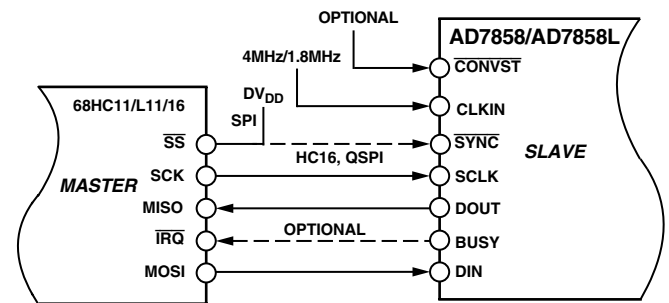 OPTIONAL
AD7858/AD7858L
4MHz/1.8MHz
CONVST
DVDD
68HC11/L11/16
CLKIN
SPI
SS
SYNC
HC16, QSPI
SLAVE
SCK
SCLK
MASTER
MISO
DOUT
OPTIONAL
IRQ
BUSY
MOSI
DIN